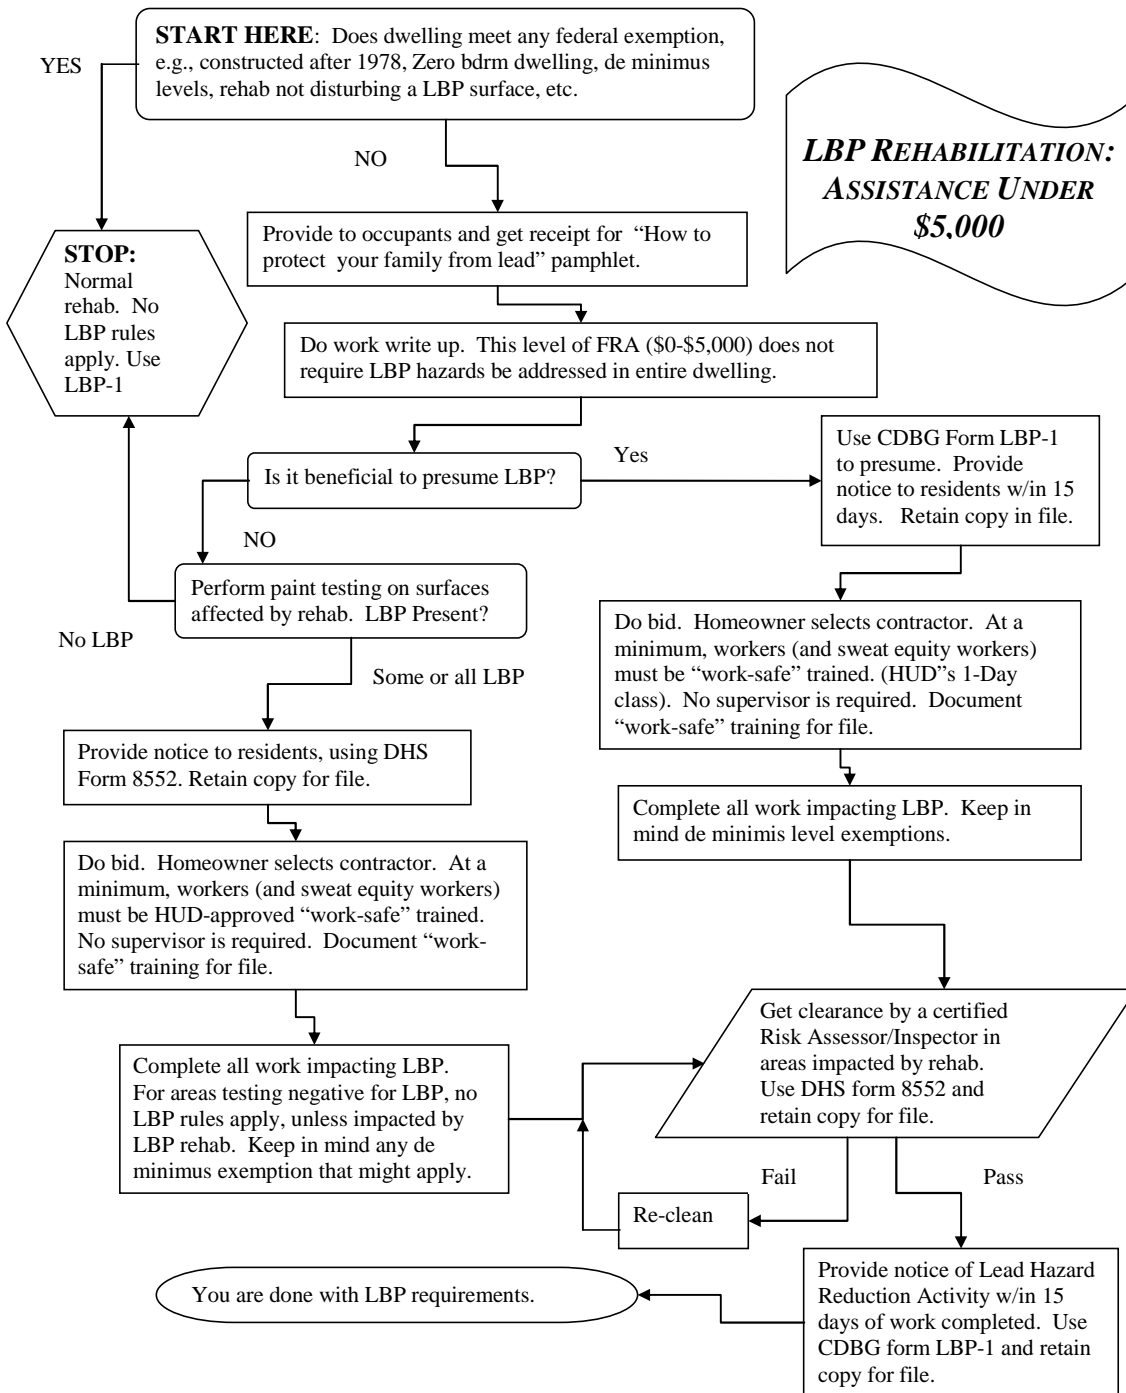 START HERE:  Does dwelling meet any federal exemption,
e.g., constructed after 1978, Zero bdrm dwelling, de minimus
levels, rehab not disturbing a LBP surface, etc.
YES
NO
LBP REHABILITATION:
ASSISTANCE UNDER
$5,000
STOP:
Normal
rehab.  No
LBP rules
apply. Use
LBP-1
Provide to occupants and get receipt for  “How to
protect  your family from lead” pamphlet.
Do work write up.  This level of FRA ($0-$5,000) does not
require LBP hazards be addressed in entire dwelling.
Is it beneficial to presume LBP?
Yes
Use CDBG Form LBP-1
to presume.  Provide
notice to residents w/in 15
days.   Retain copy in file.
NO
Perform paint testing on surfaces
affected by rehab.  LBP Present?
No LBP
Some or all LBP
Do bid.  Homeowner selects contractor.  At a
minimum, workers (and sweat equity workers)
must be “work-safe” trained. (HUD”s 1-Day
class).  No supervisor is required.  Document
“work-safe” training for file.
Provide notice to residents, using DHS
Form 8552. Retain copy for file.
Complete all work impacting LBP.  Keep in
mind de minimis level exemptions.
Do bid.  Homeowner selects contractor.  At a
minimum, workers (and sweat equity workers)
must be HUD-approved “work-safe” trained.
No supervisor is required.  Document “work-
safe” training for file.
Get clearance by a certified
Risk Assessor/Inspector in
areas impacted by rehab.
Use DHS form 8552 and
retain copy for file.
Complete all work impacting LBP.
For areas testing negative for LBP, no
LBP rules apply, unless impacted by
LBP rehab.  Keep in mind any de
minimus exemption that might apply.
Fail
Pass
Re-clean
Provide notice of Lead Hazard
Reduction Activity w/in 15
days of work completed.  Use
CDBG form LBP-1 and retain
copy for file.
You are done with LBP requirements.